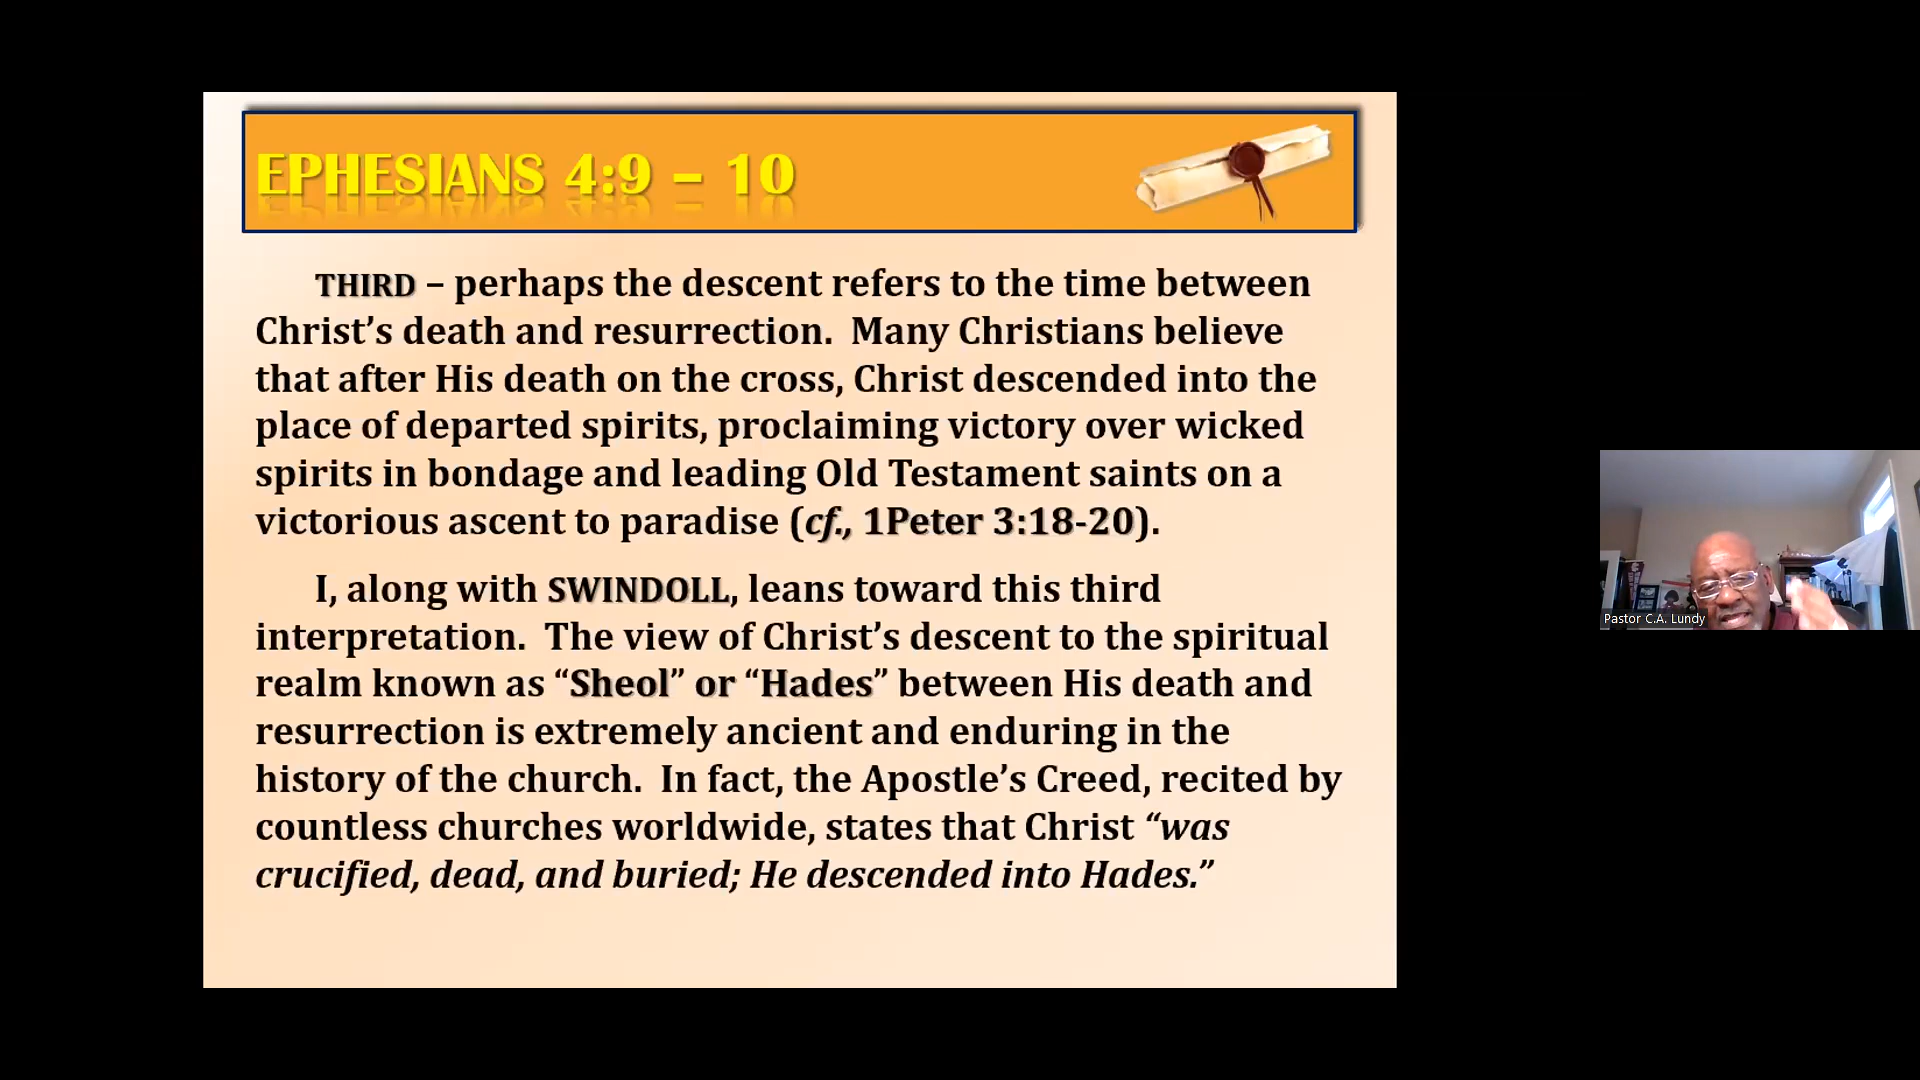 EPHESIANS 4:9 – 10
THIRD – perhaps the descent refers to the time between
Christ’s death and resurrection.  Many Christians believe
that after His death on the cross, Christ descended into the
place of departed spirits, proclaiming victory over wicked
spirits in bondage and leading Old Testament saints on a
victorious ascent to paradise (cf., 1Peter 3:18-20).
I, along with SWINDOLL, leans toward this third
interpretation.  The view of Christ’s descent to the spiritual
realm known as “Sheol” or “Hades” between His death and
resurrection is extremely ancient and enduring in the
history of the church.  In fact, the Apostle’s Creed, recited by
countless churches worldwide, states that Christ “was
crucified, dead, and buried; He descended into Hades.”
Pastor C.A. Lundy